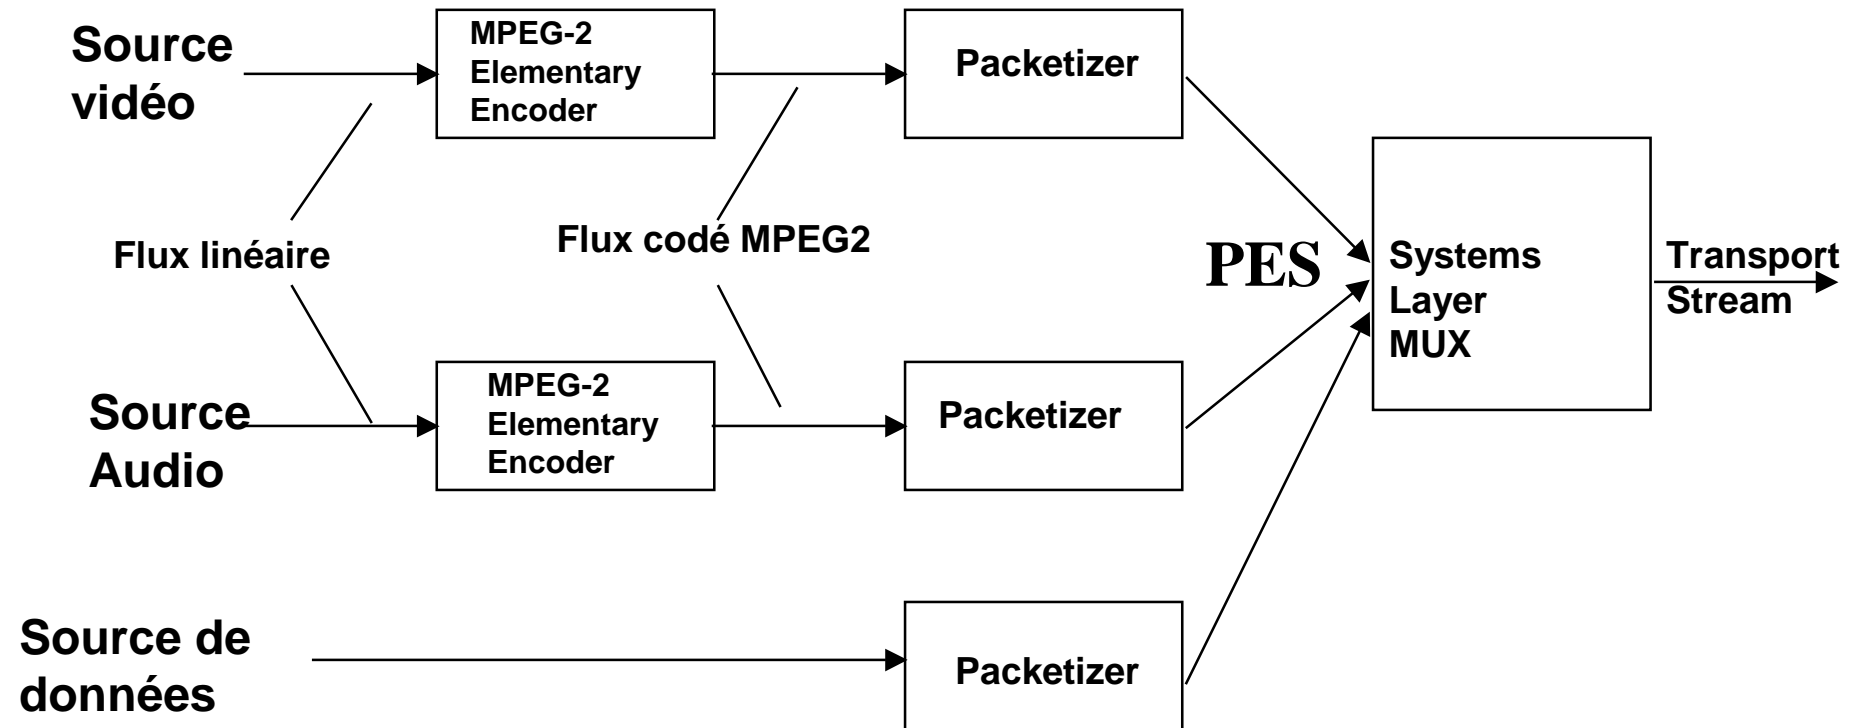 Source
vidéo
MPEG-2
Elementary
Encoder
Packetizer
Flux linéaire
Flux codé MPEG2
PES
Systems
Layer
MUX
Transport
Stream
Source
Audio
MPEG-2
Elementary
Encoder
Packetizer
Source de
données
Packetizer